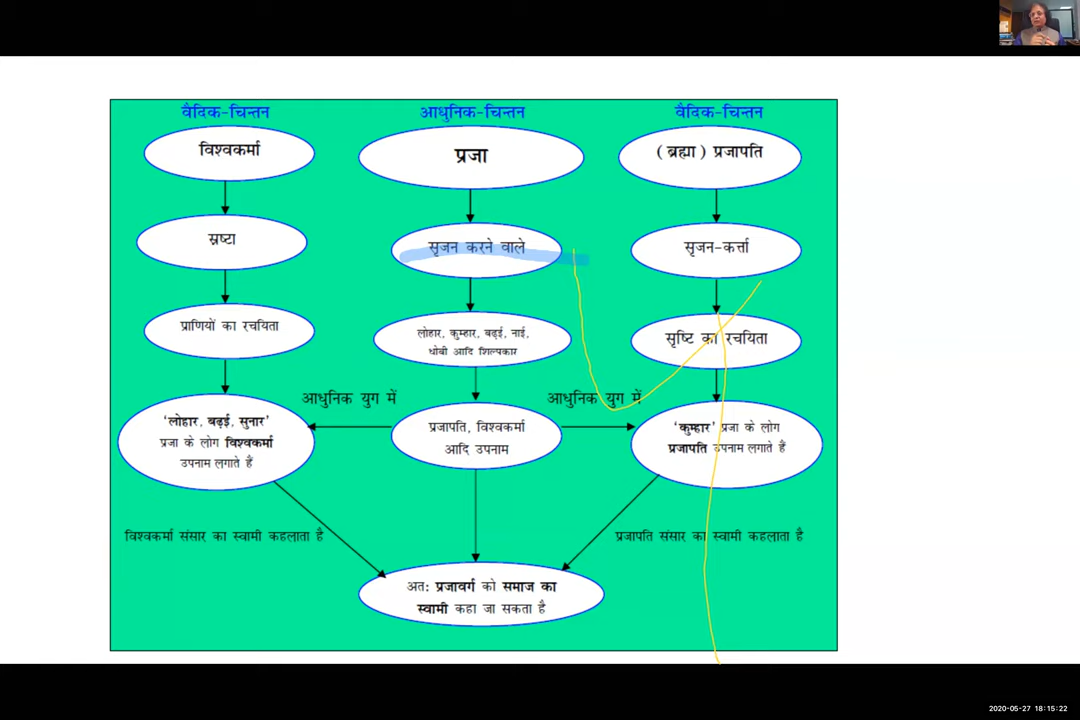 वैदिक-चिन्तन
आधुनिक-चिन्तन
वैदिक-चिन्तन
विश्वकर्मा
प्रजा
( ब्रह्मा ) प्रजापति
स्रष्टा
सृजन करने वाले
सृजन-कर्त्ता
प्राणियों का रचयिता
लोहार, कुम्हार, बढ़ई, नाई,
धोबी आदि शिल्पकार
सृष्टि का रचयिता
आधुनिक युग में
आधुनिक युग में
'लोहार, बढ़ई, सुनार'
प्रजा के लोग विश्वकर्मा
उपनाम लगाते हैं
प्रजापति, विश्वकर्मा
आदि उपनाम
'कुम्हार' प्रजा के लोग
प्रजापति उपनाम लगाते हैं
विश्वकर्मा संसार का स्वामी कहलाता है
प्रजापति संसार का स्वामी कहलाता है
अत: प्रजावर्ग को समाज का
स्वामी कहा जा सकता है
2020-05-27 18:15:22